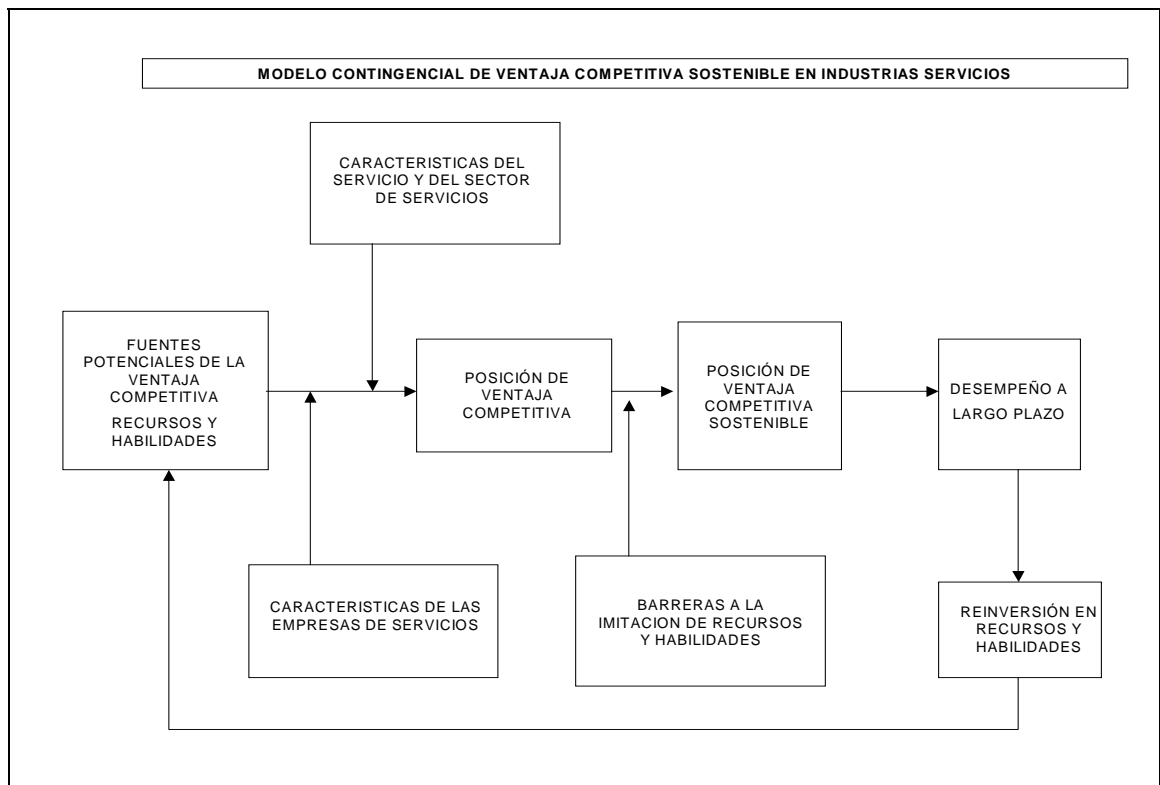 MODELO CONTINGENCIAL DE VENTAJA COMPETITIVA SOSTENIBLE EN INDUSTRIAS SERVICIOS
CARACTERISTICAS DEL
SERVICIO Y DEL SECTOR
DE SERVICIOS
FUENTES
POTENCIALES DE LA
VENTAJA
COMPETITIVA
RECURSOS Y
HABILIDADES
POSICIÓN DE
VENTAJA
COMPETITIVA
POSICIÓN DE
VENTAJA
COMPETITIVA
SOSTENIBLE
DESEMPEÑO A
LARGO PLAZO
CARACTERISTICAS DE LAS
EMPRESAS DE SERVICIOS
BARRERAS A LA
IMITACION DE RECURSOS
Y HABILIDADES
REINVERSIÓN EN
RECURSOS Y
HABILIDADES